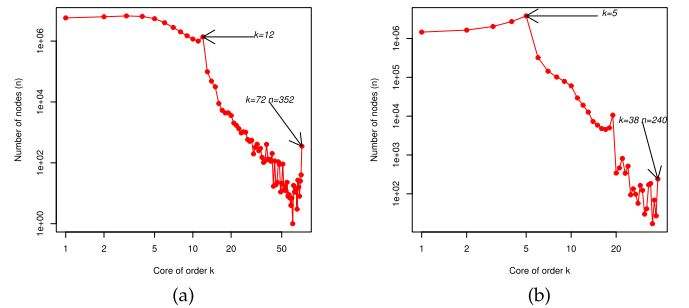 Number of nodes (n)
1e+06
1e+04
1e+02
1e+00
k=12
k=72 n=352
1 2 5 10 20 50
Core of order k
(a)
Number of nodes (n)
1e+06
1e+05
1e+04
1e+03
1e+02
k=5
k=38 n=240
1 2 5 10 20
Core of order k
(b)